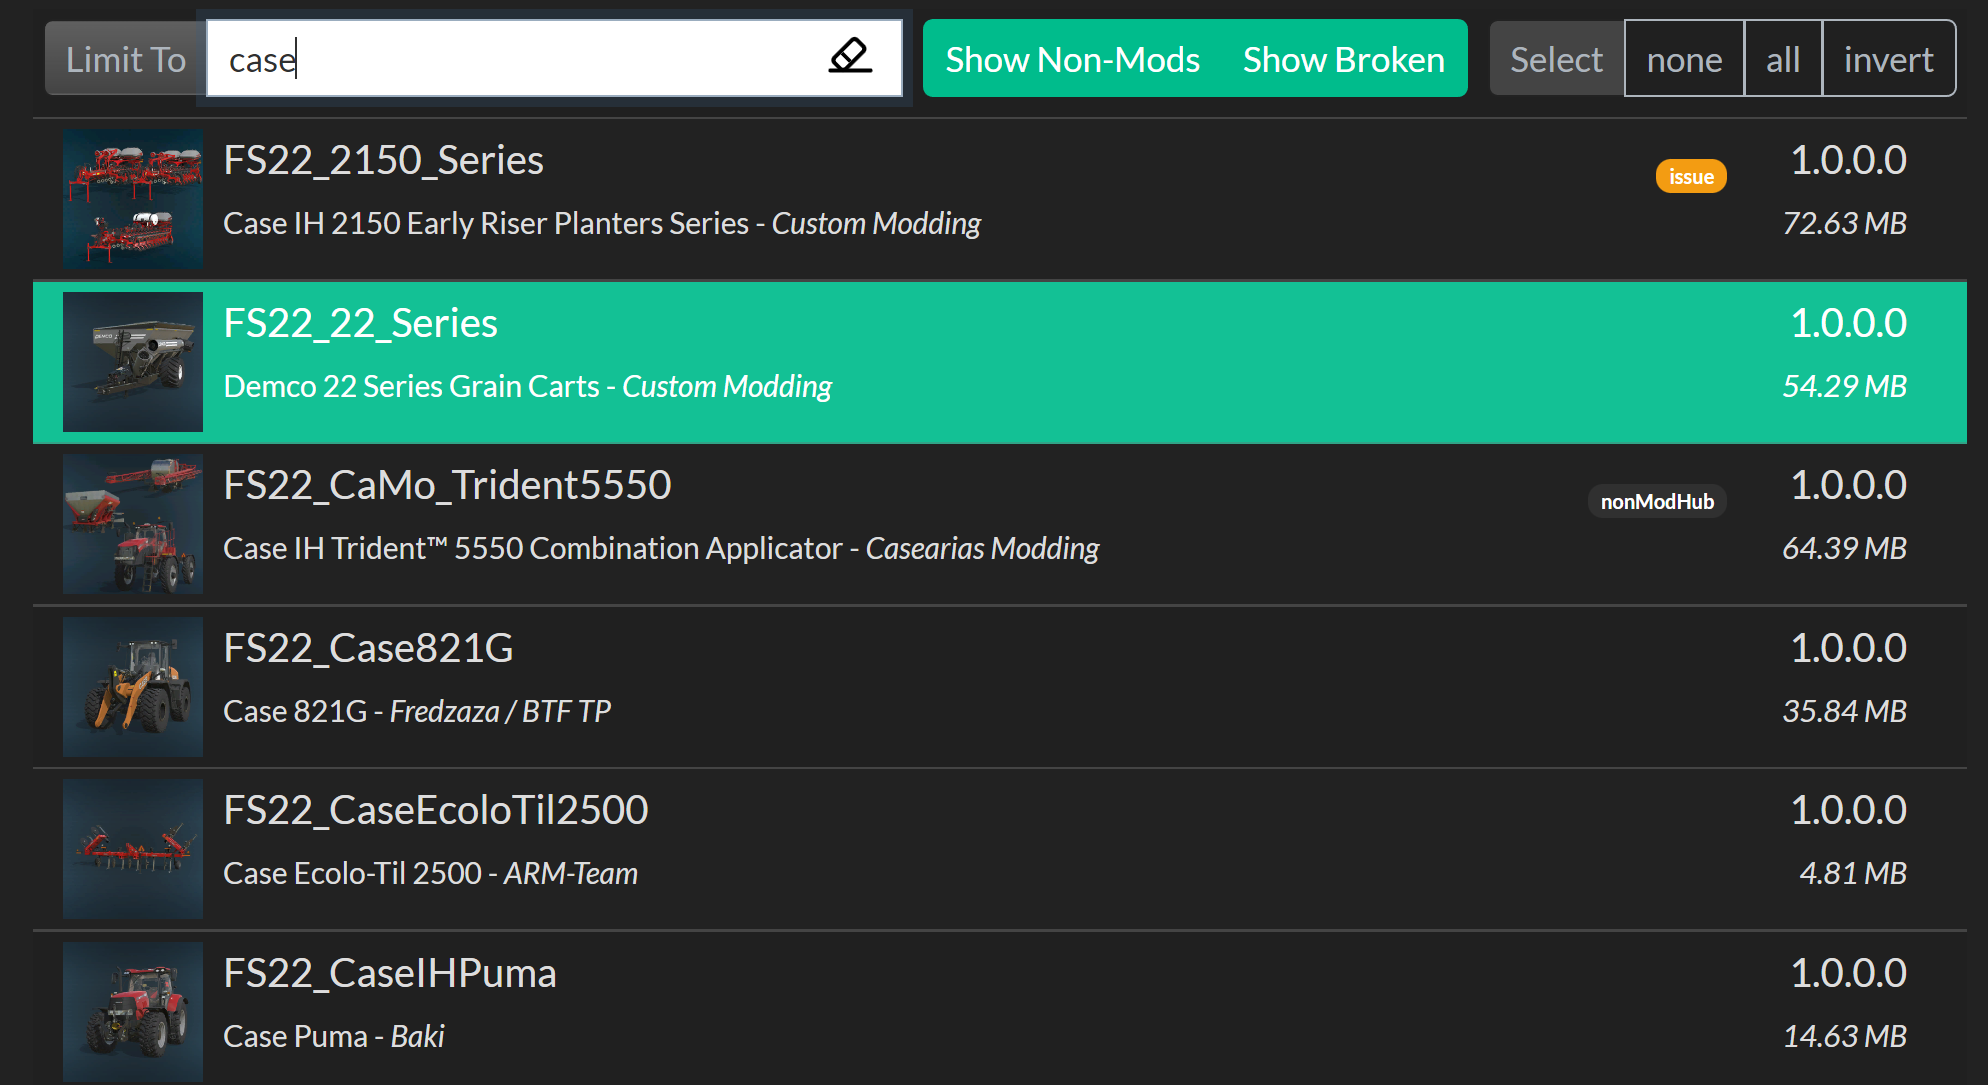 Limit To case Show Non-Mods Show Broken Select none all invert
FS22_2150_Series issue 1.0.0.0
Case IH 2150 Early Riser Planters Series - Custom Modding 72.63 MB
FS22_22_Series 1.0.0.0
Demco 22 Series Grain Carts - Custom Modding 54.29 MB
FS22_CaMo_Trident5550 nonModHub 1.0.0.0
Case IH Trident™ 5550 Combination Applicator - Casearias Modding 64.39 MB
FS22_Case821G 1.0.0.0
Case 821G - Fredzaza / BTF TP 35.84 MB
FS22_CaseEcoloTil2500 1.0.0.0
Case Ecolo-Til 2500 - ARM-Team 4.81 MB
FS22_CaseIHPuma 1.0.0.0
Case Puma - Baki 14.63 MB